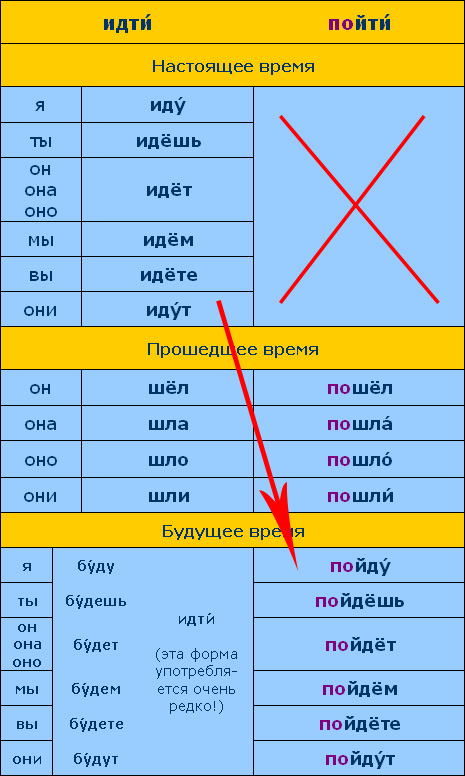 идти́ пойти́
Настоящее время
я иду́
ты идёшь
он
она идёт
оно
мы идём
вы идёте
они иду́т
Прошедшее время
он шёл пошёл
она шла пошла́
оно шло пошло́
они шли пошли́
Будущее время
я бу́ду пойду́
ты бу́дешь пойдёшь
он
она бу́дет пойдёт
оно
мы бу́дем пойдём
вы бу́дете пойдёте
они бу́дут пойду́т
идти́
(эта форма
употребля-
ется очень
редко!)